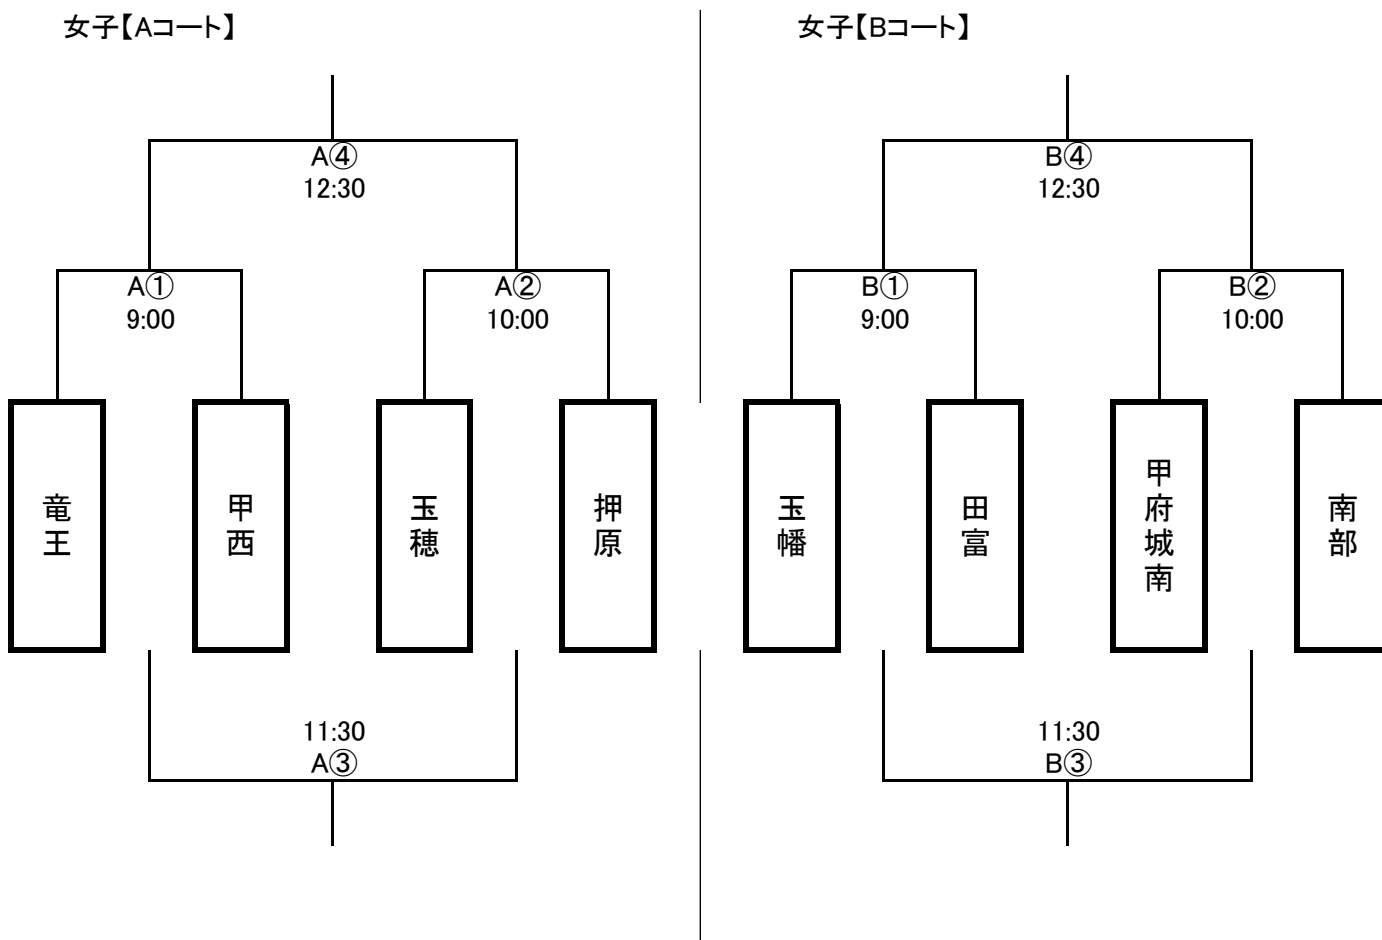 女子【Aコート】
女子【Bコート】
A④
12:30
B④
12:30
A①
9:00
A②
10:00
B①
9:00
B②
10:00
竜王
甲西
玉穂
押原
玉幡
田富
甲府城南
南部
11:30
A③
11:30
B③